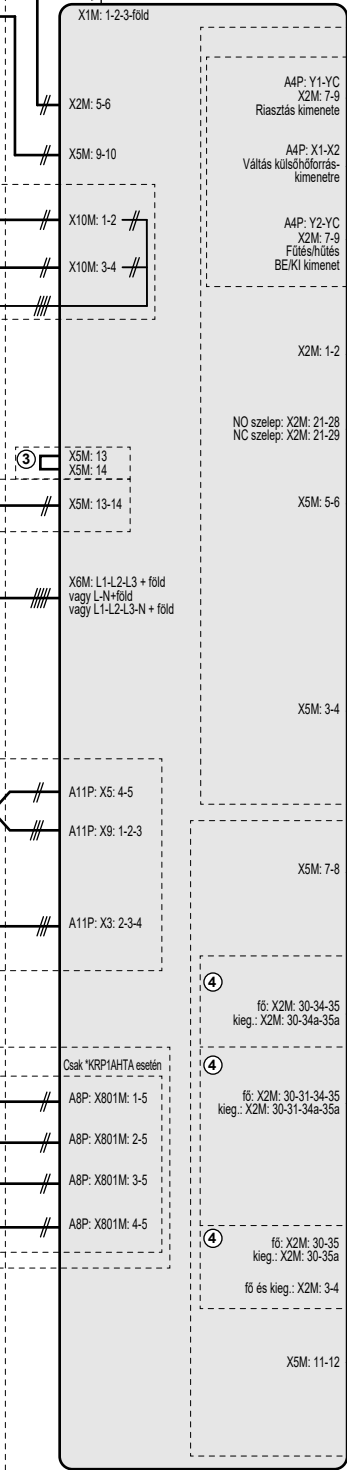 X1M: 1-2-3-föld
X2M: 5-6
X5M: 9-10
X10M: 1-2
X10M: 3-4
③
X5M: 13
X5M: 14
X5M: 13-14
X6M: L1-L2-L3 + föld
vagy L-N+föld
vagy L1-L2-L3-N + föld
A11P: X5: 4-5
A11P: X9: 1-2-3
A11P: X3: 2-3-4
Csak *KRP1AHTA esetén
A8P: X801M: 1-5
A8P: X801M: 2-5
A8P: X801M: 3-5
A8P: X801M: 4-5
A4P: Y1-YC
X2M: 7-9
Riasztás kimenete
A4P: X1-X2
Váltás külsőhőforrás-
kimenetre
A4P: Y2-YC
X2M: 7-9
Fűtés/hűtés
BE/KI kimenet
X2M: 1-2
NO szelep: X2M: 21-28
NC szelep: X2M: 21-29
X5M: 5-6
X5M: 3-4
X5M: 7-8
④
fő: X2M: 30-34-35
kieg.: X2M: 30-34a-35a
④
fő: X2M: 30-31-34-35
kieg.: X2M: 30-31-34a-35a
④
fő: X2M: 30-35
kieg.: X2M: 30-35a
fő és kieg.: X2M: 3-4
X5M: 11-12